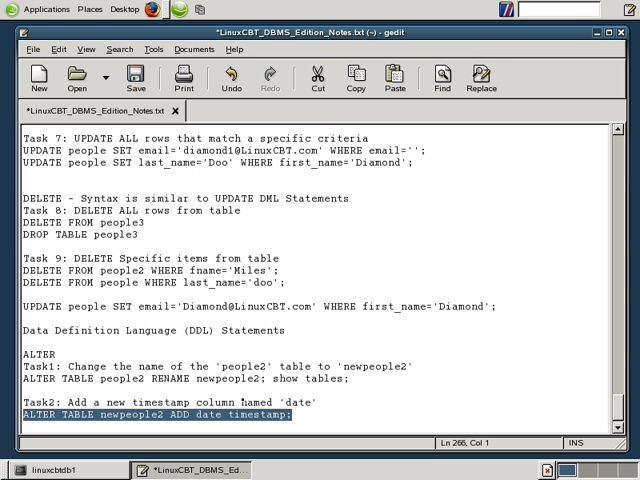 Applications Places Desktop
*LinuxCBT_DBMS_Edition_Notes.txt (~) - gedit
File Edit View Search Tools Documents Help
New Open Save Print Undo Redo Cut Copy Paste Find Replace
*LinuxCBT_DBMS_Edition_Notes.txt
Task 7: UPDATE ALL rows that match a specific criteria
UPDATE people SET email='diamond1@LinuxCBT.com' WHERE email='';
UPDATE people SET last_name='Doo' WHERE first_name='Diamond';
DELETE - Syntax is similar to UPDATE DML Statements
Task 8: DELETE ALL rows from table
DELETE FROM people3
DROP TABLE people3
Task 9: DELETE Specific items from table
DELETE FROM people2 WHERE fname='Miles';
DELETE FROM people WHERE last_name='doo';
UPDATE people SET email='Diamond@LinuxCBT.com' WHERE first_name='Diamond';
Data Definition Language (DDL) Statements
ALTER
Task1: Change the name of the 'people2' table to 'newpeople2'
ALTER TABLE people2 RENAME newpeople2; show tables;
Task2: Add a new timestamp column named 'date'
ALTER TABLE newpeople2 ADD date timestamp;
Ln 266, Col 1 INS
linuxcbtdb1 *LinuxCBT_DBMS_Ed...